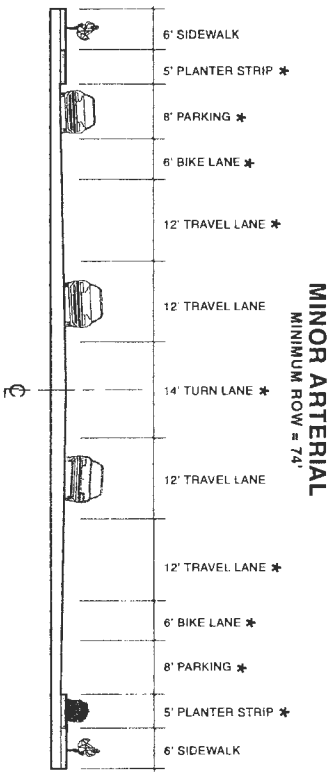 MINOR ARTERIAL
MINIMUM ROW = 74'
6' SIDEWALK
5' PLANTER STRIP *
8' PARKING *
6' BIKE LANE *
12' TRAVEL LANE *
12' TRAVEL LANE
14' TURN LANE *
12' TRAVEL LANE
12' TRAVEL LANE *
6' BIKE LANE *
8' PARKING *
5' PLANTER STRIP *
6' SIDEWALK
℄